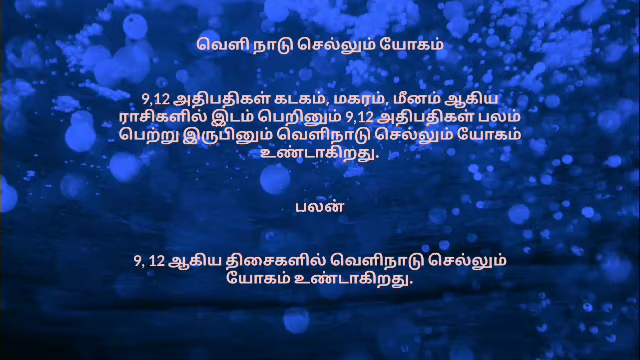 வெளி நாடு செல்லும் யோகம்
9,12 அதிபதிகள் கடகம், மகரம், மீனம் ஆகிய
ராசிகளில் இடம் பெறினும் 9,12 அதிபதிகள் பலம்
பெற்று இருபினும் வெளிநாடு செல்லும் யோகம்
உண்டாகிறது.
பலன்
9, 12 ஆகிய திசைகளில் வெளிநாடு செல்லும்
யோகம் உண்டாகிறது.